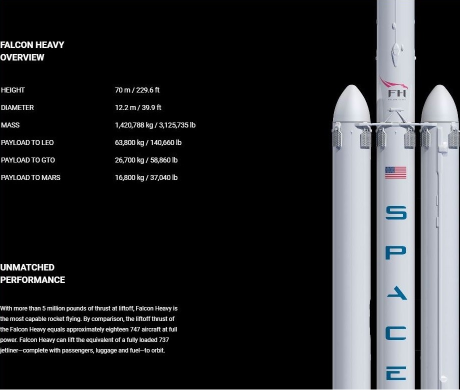 FALCON HEAVY
OVERVIEW
HEIGHT 70 m / 229.6 ft
DIAMETER 12.2 m / 39.9 ft
MASS 1,420,788 kg / 3,125,735 lb
PAYLOAD TO LEO 63,800 kg / 140,660 lb
PAYLOAD TO GTO 26,700 kg / 58,860 lb
PAYLOAD TO MARS 16,800 kg / 37,040 lb
UNMATCHED
PERFORMANCE
With more than 5 million pounds of thrust at liftoff, Falcon Heavy is
the most capable rocket flying. By comparison, the liftoff thrust of
the Falcon Heavy equals approximately eighteen 747 aircraft at full
power. Falcon Heavy can lift the equivalent of a fully loaded 737
jetliner—complete with passengers, luggage and fuel—to orbit.
FH
S
P
A
C
E